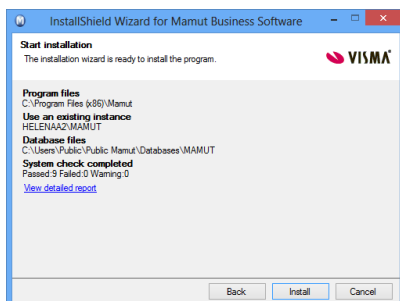 InstallShield Wizard for Mamut Business Software
Start installation
The installation wizard is ready to install the program.
VISMA
Program files
C:\Program Files (x86)\Mamut
Use an existing instance
HELENAA2\MAMUT
Database files
C:\Users\Public\Public Mamut\Databases\MAMUT
System check completed
Passed:9 Failed:0 Warning:0
View detailed report
Back Install Cancel